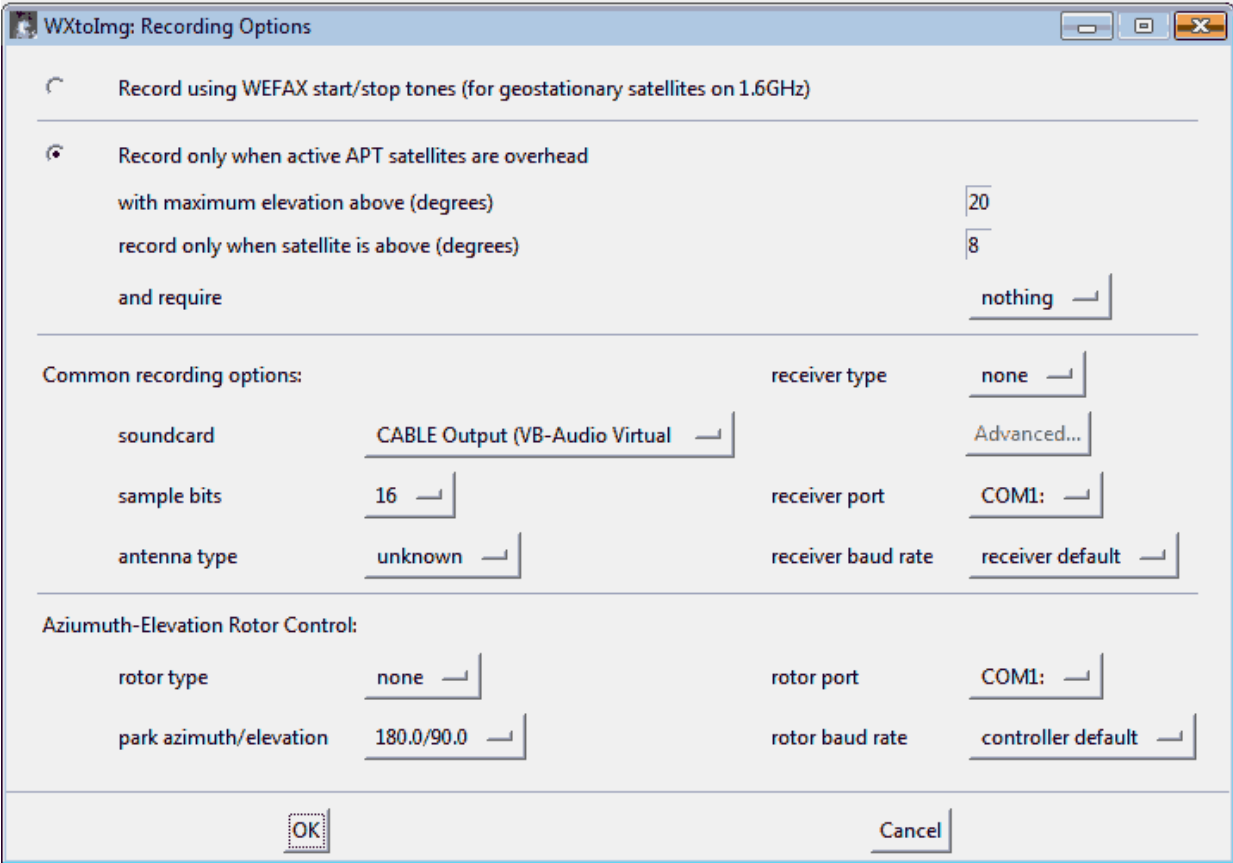 WXtoImg: Recording Options
Record using WEFAX start/stop tones (for geostationary satellites on 1.6GHz)
Record only when active APT satellites are overhead
with maximum elevation above (degrees) 20
record only when satellite is above (degrees) 8
and require nothing
Common recording options: receiver type none
soundcard CABLE Output (VB-Audio Virtual Advanced...
sample bits 16 receiver port COM1:
antenna type unknown receiver baud rate receiver default
Aziumuth-Elevation Rotor Control:
rotor type none rotor port COM1:
park azimuth/elevation 180.0/90.0 rotor baud rate controller default
OK Cancel